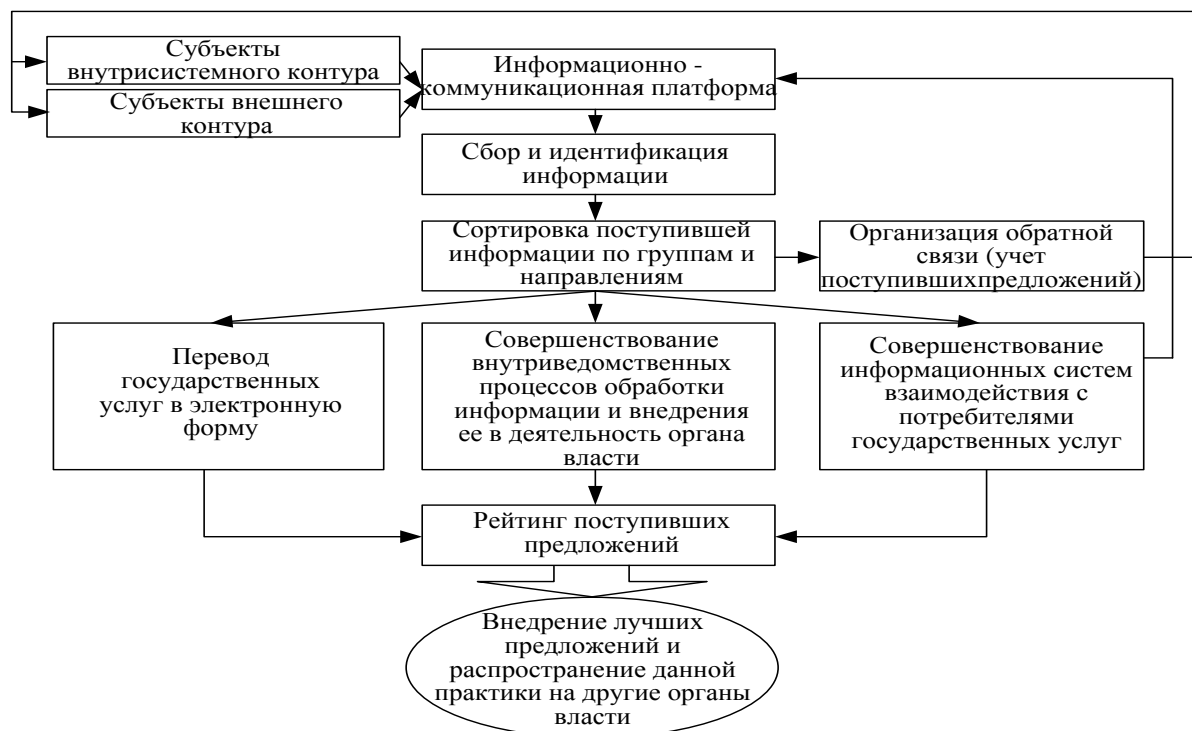 Субъекты
внутрисистемного контура
Субъекты внешнего
контура
Информационно -
коммуникационная платформа
Сбор и идентификация
информации
Сортировка поступившей
информации по группам и
направлениям
Организация обратной
связи (учет
поступившихпредложений)
Перевод
государственных
услуг в электронную
форму
Совершенствование
внутриведомственных
процессов обработки
информации и внедрения
ее в деятельность органа
власти
Совершенствование
информационных систем
взаимодействия с
потребителями
государственных услуг
Рейтинг поступивших
предложений
Внедрение лучших
предложений и
распространение данной
практики на другие органы
власти